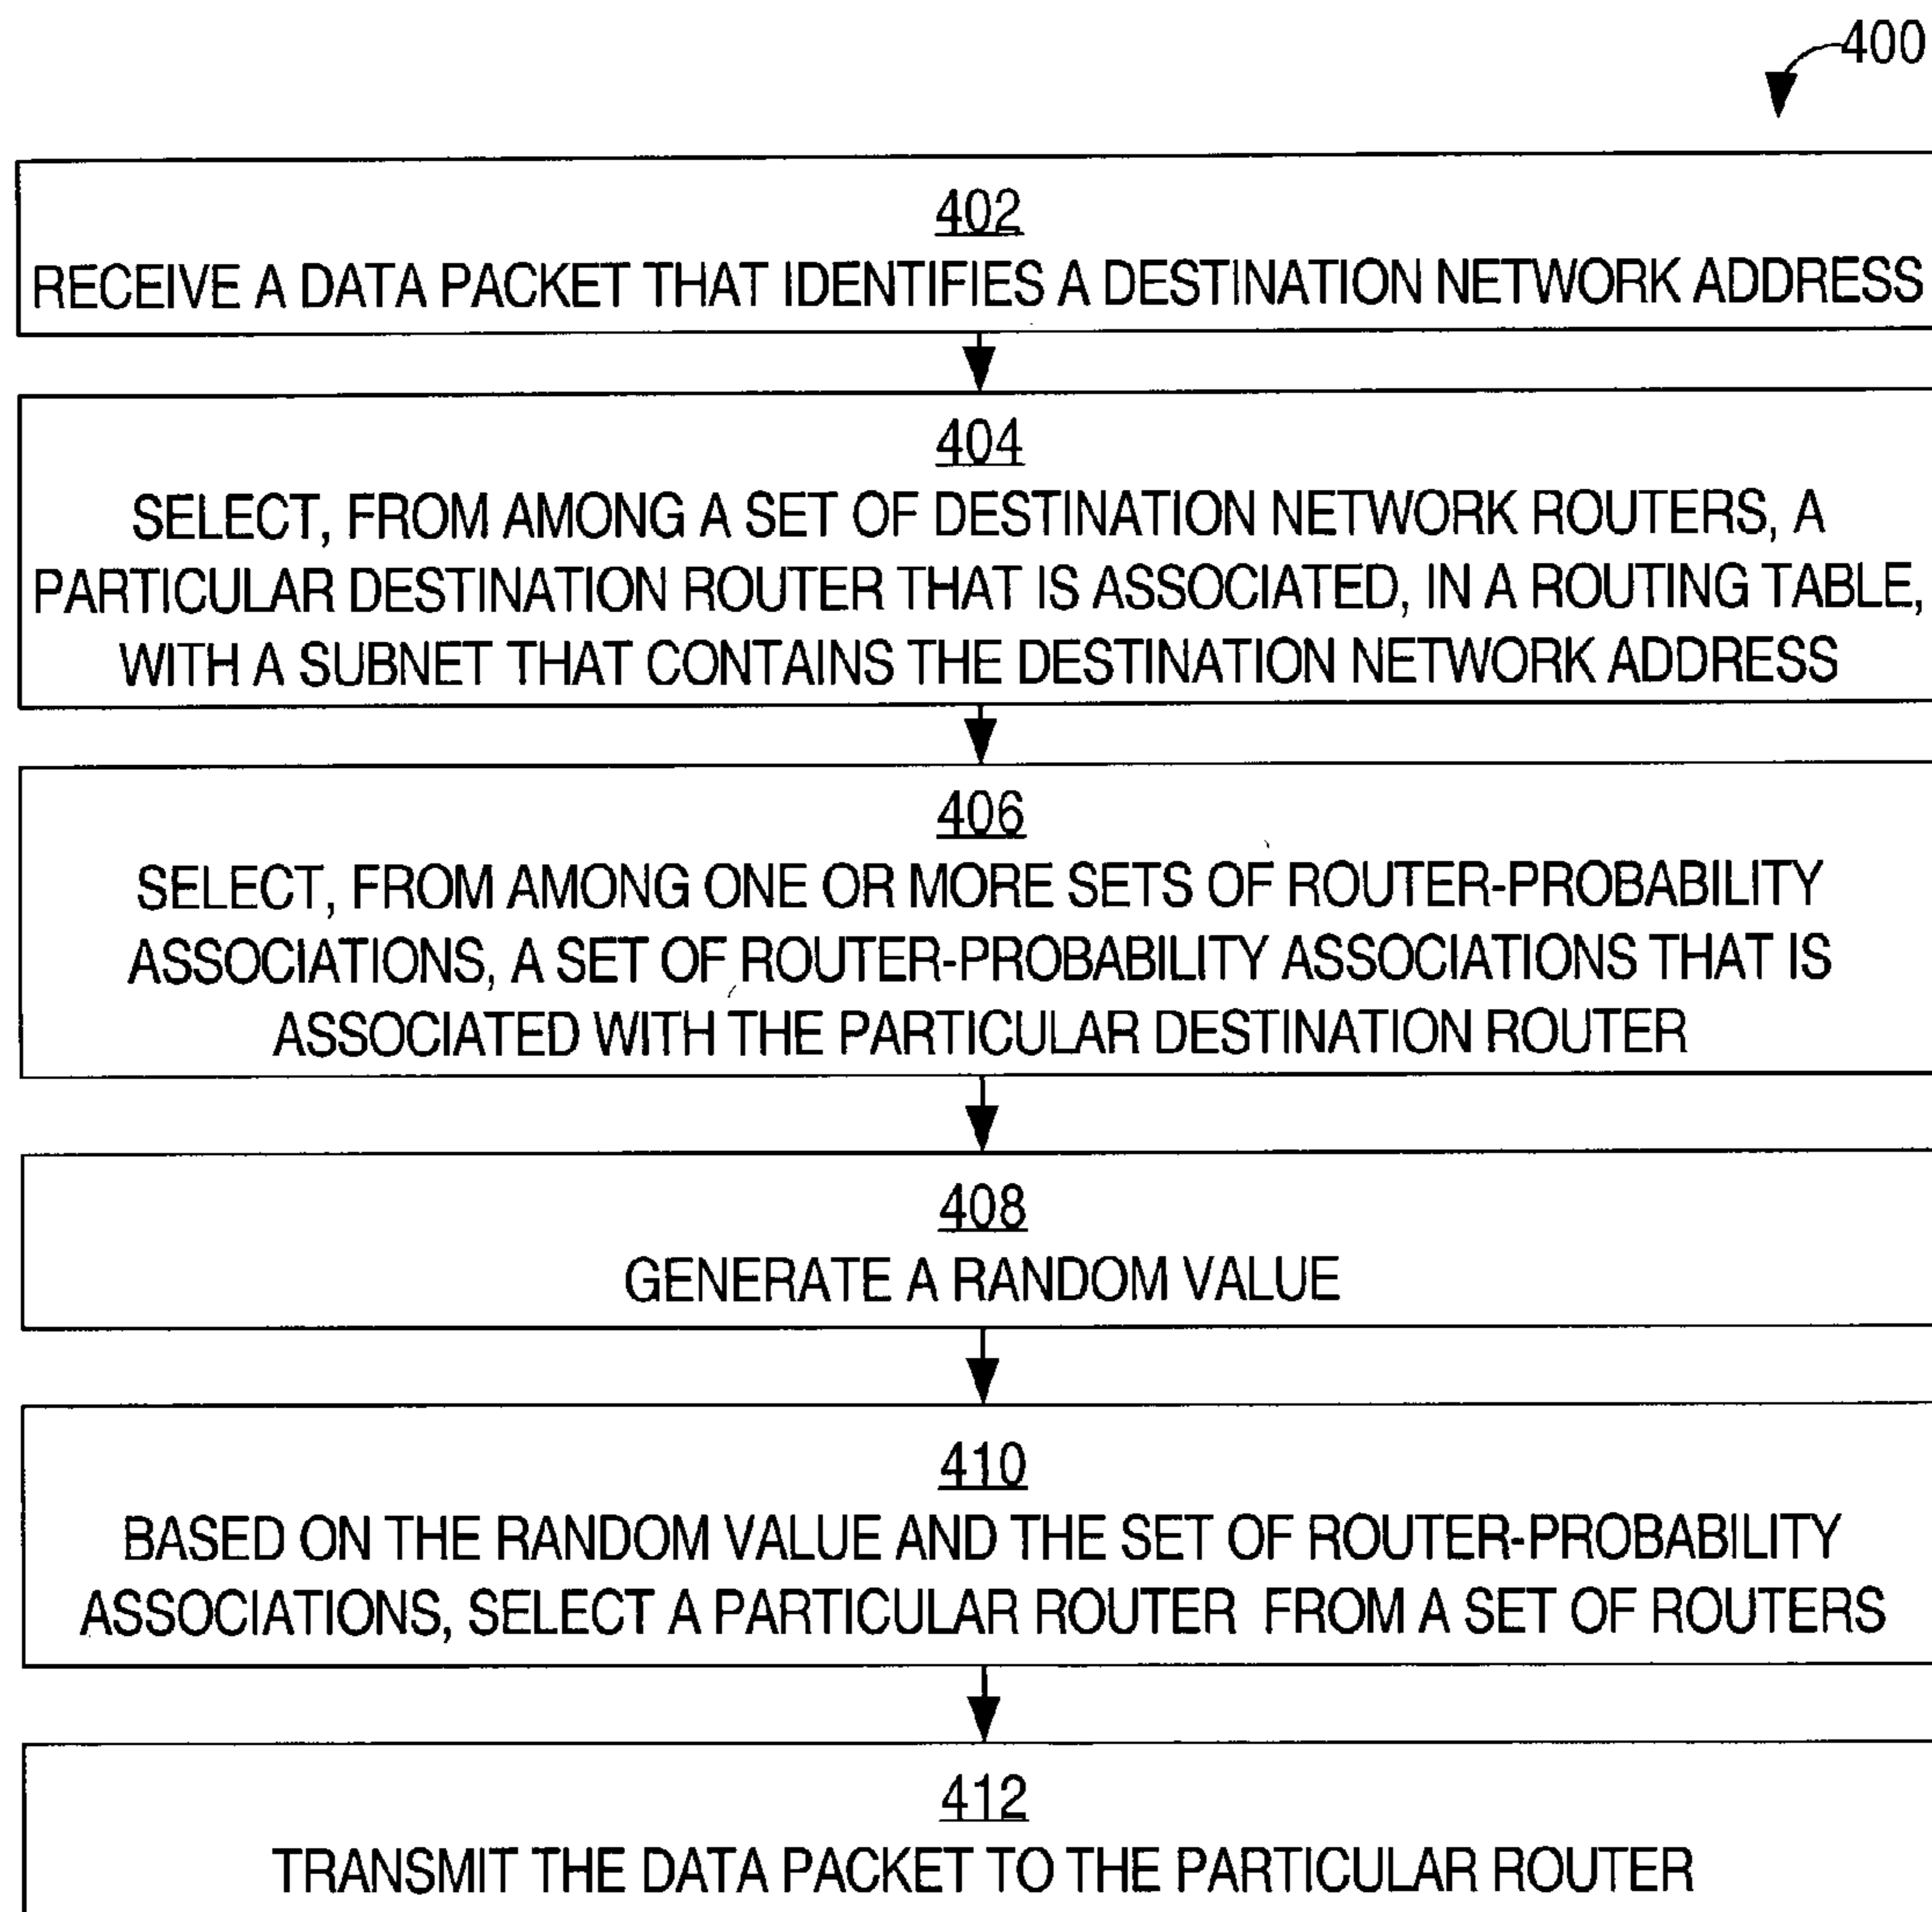 400
402
RECEIVE A DATA PACKET THAT IDENTIFIES A DESTINATION NETWORK ADDRESS
404
SELECT, FROM AMONG A SET OF DESTINATION NETWORK ROUTERS, A
PARTICULAR DESTINATION ROUTER THAT IS ASSOCIATED, IN A ROUTING TABLE,
WITH A SUBNET THAT CONTAINS THE DESTINATION NETWORK ADDRESS
406
SELECT, FROM AMONG ONE OR MORE SETS OF ROUTER-PROBABILITY
ASSOCIATIONS, A SET OF ROUTER-PROBABILITY ASSOCIATIONS THAT IS
ASSOCIATED WITH THE PARTICULAR DESTINATION ROUTER
408
GENERATE A RANDOM VALUE
410
BASED ON THE RANDOM VALUE AND THE SET OF ROUTER-PROBABILITY
ASSOCIATIONS, SELECT A PARTICULAR ROUTER FROM A SET OF ROUTERS
412
TRANSMIT THE DATA PACKET TO THE PARTICULAR ROUTER